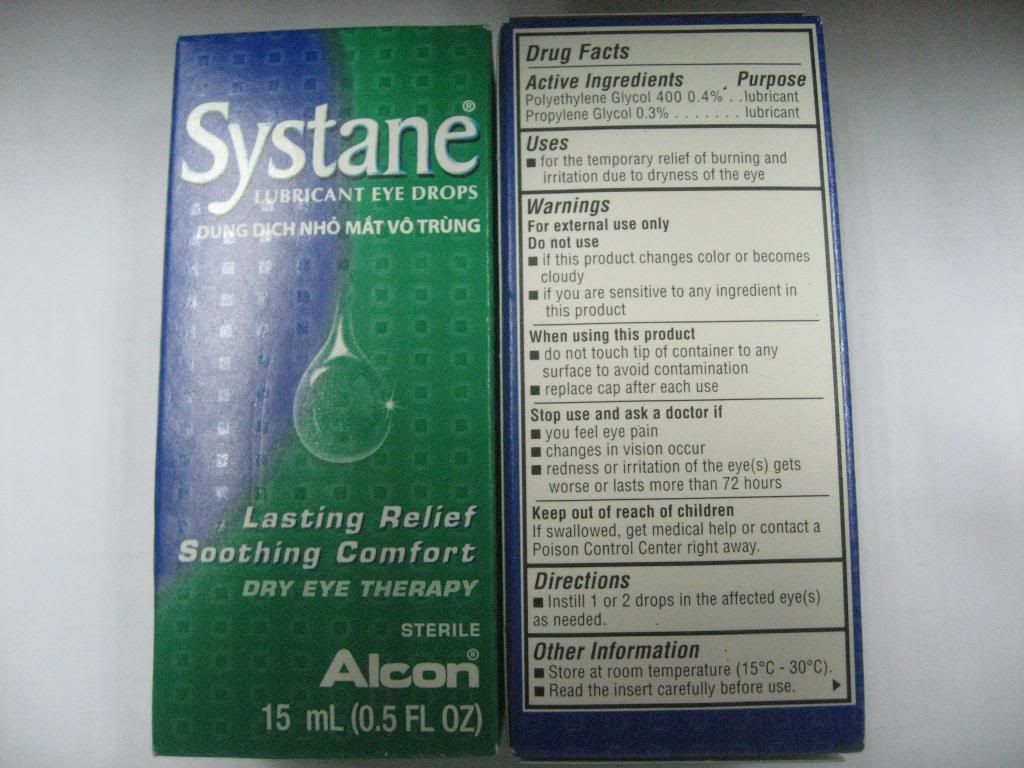 Systane®
LUBRICANT EYE DROPS
DUNG DỊCH NHỎ MẮT VÔ TRÙNG
Lasting Relief
Soothing Comfort
DRY EYE THERAPY
STERILE
Alcon®
15 mL (0.5 FL OZ)
Drug Facts
Active Ingredients Purpose
Polyethylene Glycol 400 0.4% . . lubricant
Propylene Glycol 0.3% . . . . . . . lubricant
Uses
■ for the temporary relief of burning and
irritation due to dryness of the eye
Warnings
For external use only
Do not use
■ if this product changes color or becomes
cloudy
■ if you are sensitive to any ingredient in
this product
When using this product
■ do not touch tip of container to any
surface to avoid contamination
■ replace cap after each use
Stop use and ask a doctor if
■ you feel eye pain
■ changes in vision occur
■ redness or irritation of the eye(s) gets
worse or lasts more than 72 hours
Keep out of reach of children
If swallowed, get medical help or contact a
Poison Control Center right away.
Directions
■ Instill 1 or 2 drops in the affected eye(s)
as needed.
Other Information
■ Store at room temperature (15°C - 30°C).
■ Read the insert carefully before use.